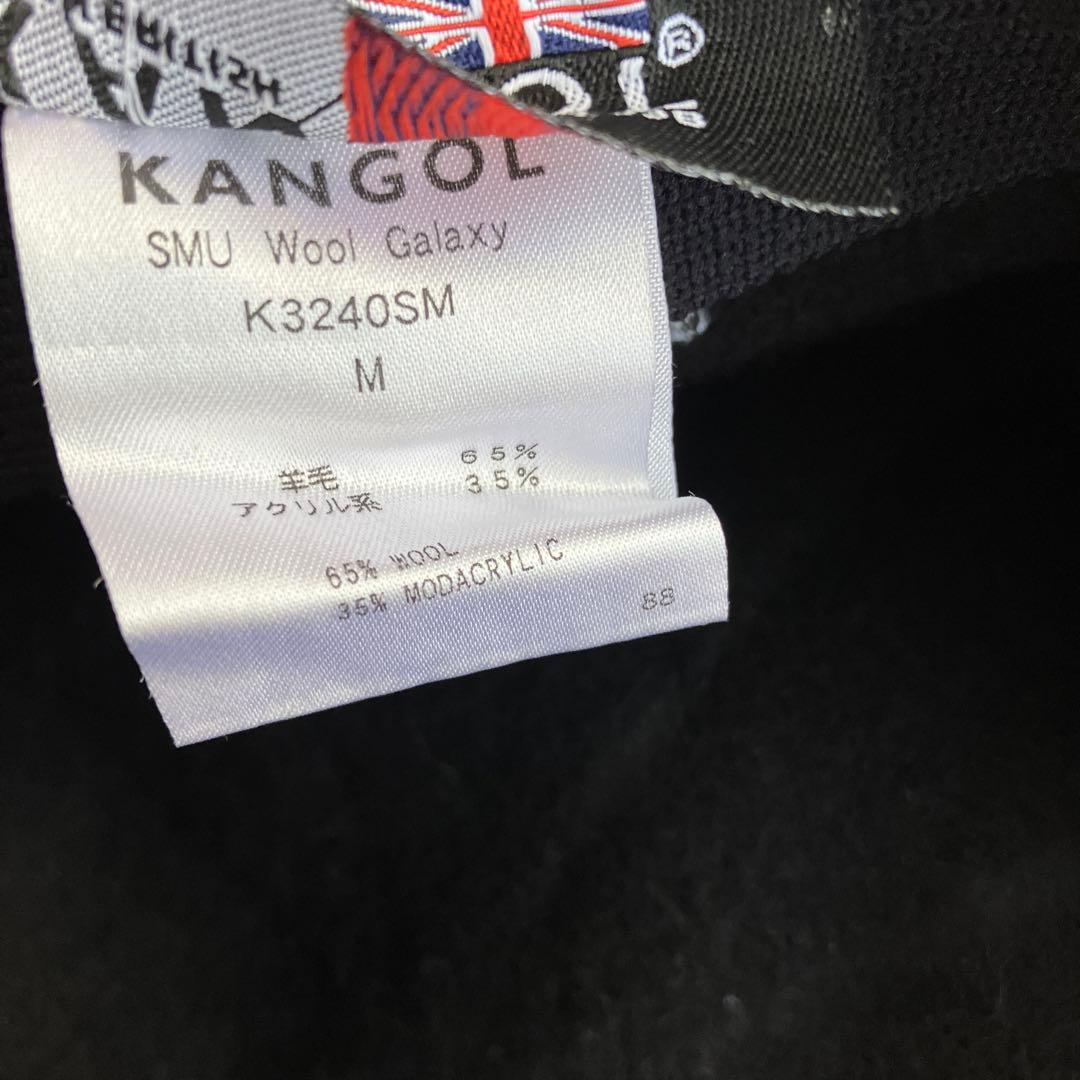 BRITISH
®
KANGOL
SMU Wool Galaxy
K3240SM
M
羊毛 65%
アクリル系 35%
65% WOOL
35% MODACRYLIC
88